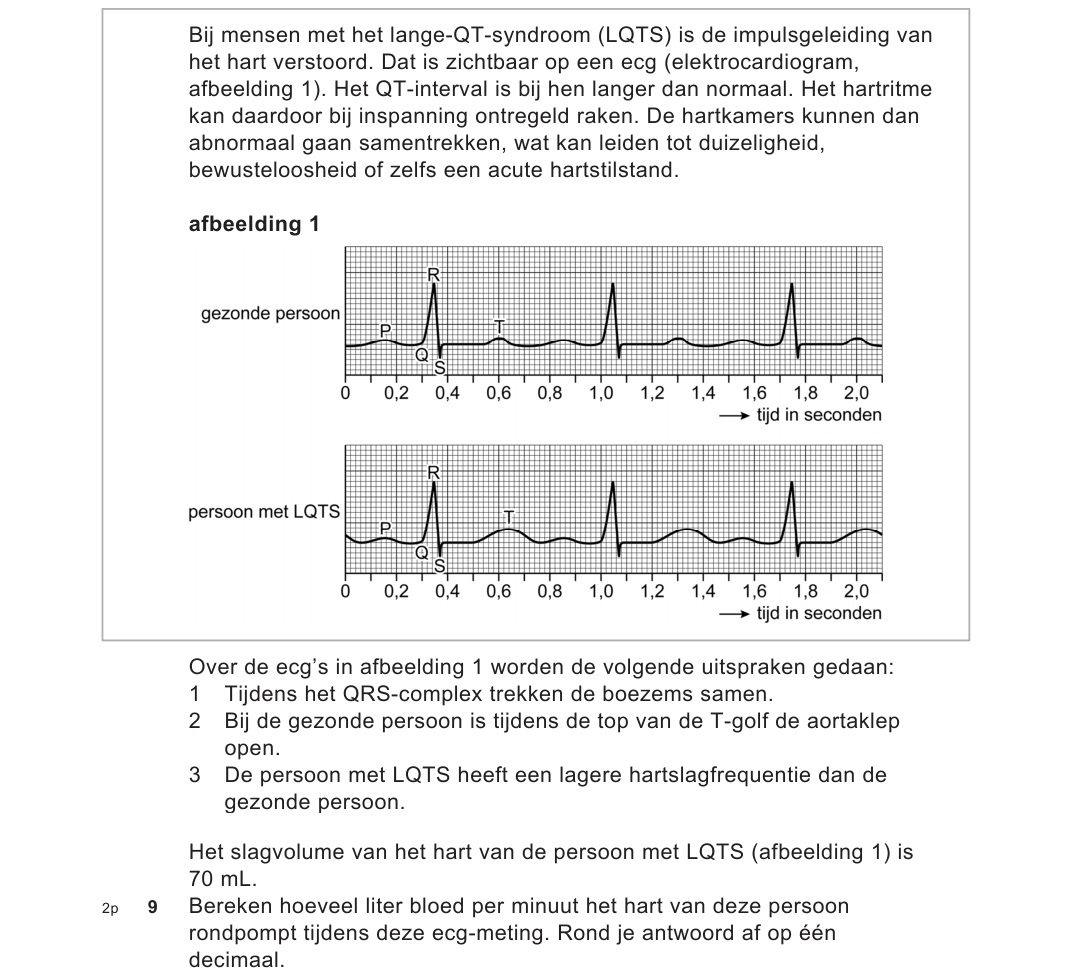 Bij mensen met het lange-QT-syndroom (LQTS) is de impulsgeleiding van
het hart verstoord. Dat is zichtbaar op een ecg (elektrocardiogram,
afbeelding 1). Het QT-interval is bij hen langer dan normaal. Het hartritme
kan daardoor bij inspanning ontregeld raken. De hartkamers kunnen dan
abnormaal gaan samentrekken, wat kan leiden tot duizeligheid,
bewusteloosheid of zelfs een acute hartstilstand.
afbeelding 1
R
gezonde persoon
P
T
Q
S
0 0,2 0,4 0,6 0,8 1,0 1,2 1,4 1,6 1,8 2,0
tijd in seconden
R
persoon met LQTS
P
T
Q
S
0 0,2 0,4 0,6 0,8 1,0 1,2 1,4 1,6 1,8 2,0
tijd in seconden
Over de ecg's in afbeelding 1 worden de volgende uitspraken gedaan:
1 Tijdens het QRS-complex trekken de boezems samen.
2 Bij de gezonde persoon is tijdens de top van de T-golf de aortaklep
open.
3 De persoon met LQTS heeft een lagere hartslagfrequentie dan de
gezonde persoon.
Het slagvolume van het hart van de persoon met LQTS (afbeelding 1) is
70 mL.
2p 9 Bereken hoeveel liter bloed per minuut het hart van deze persoon
rondpompt tijdens deze ecg-meting. Rond je antwoord af op één
decimaal.